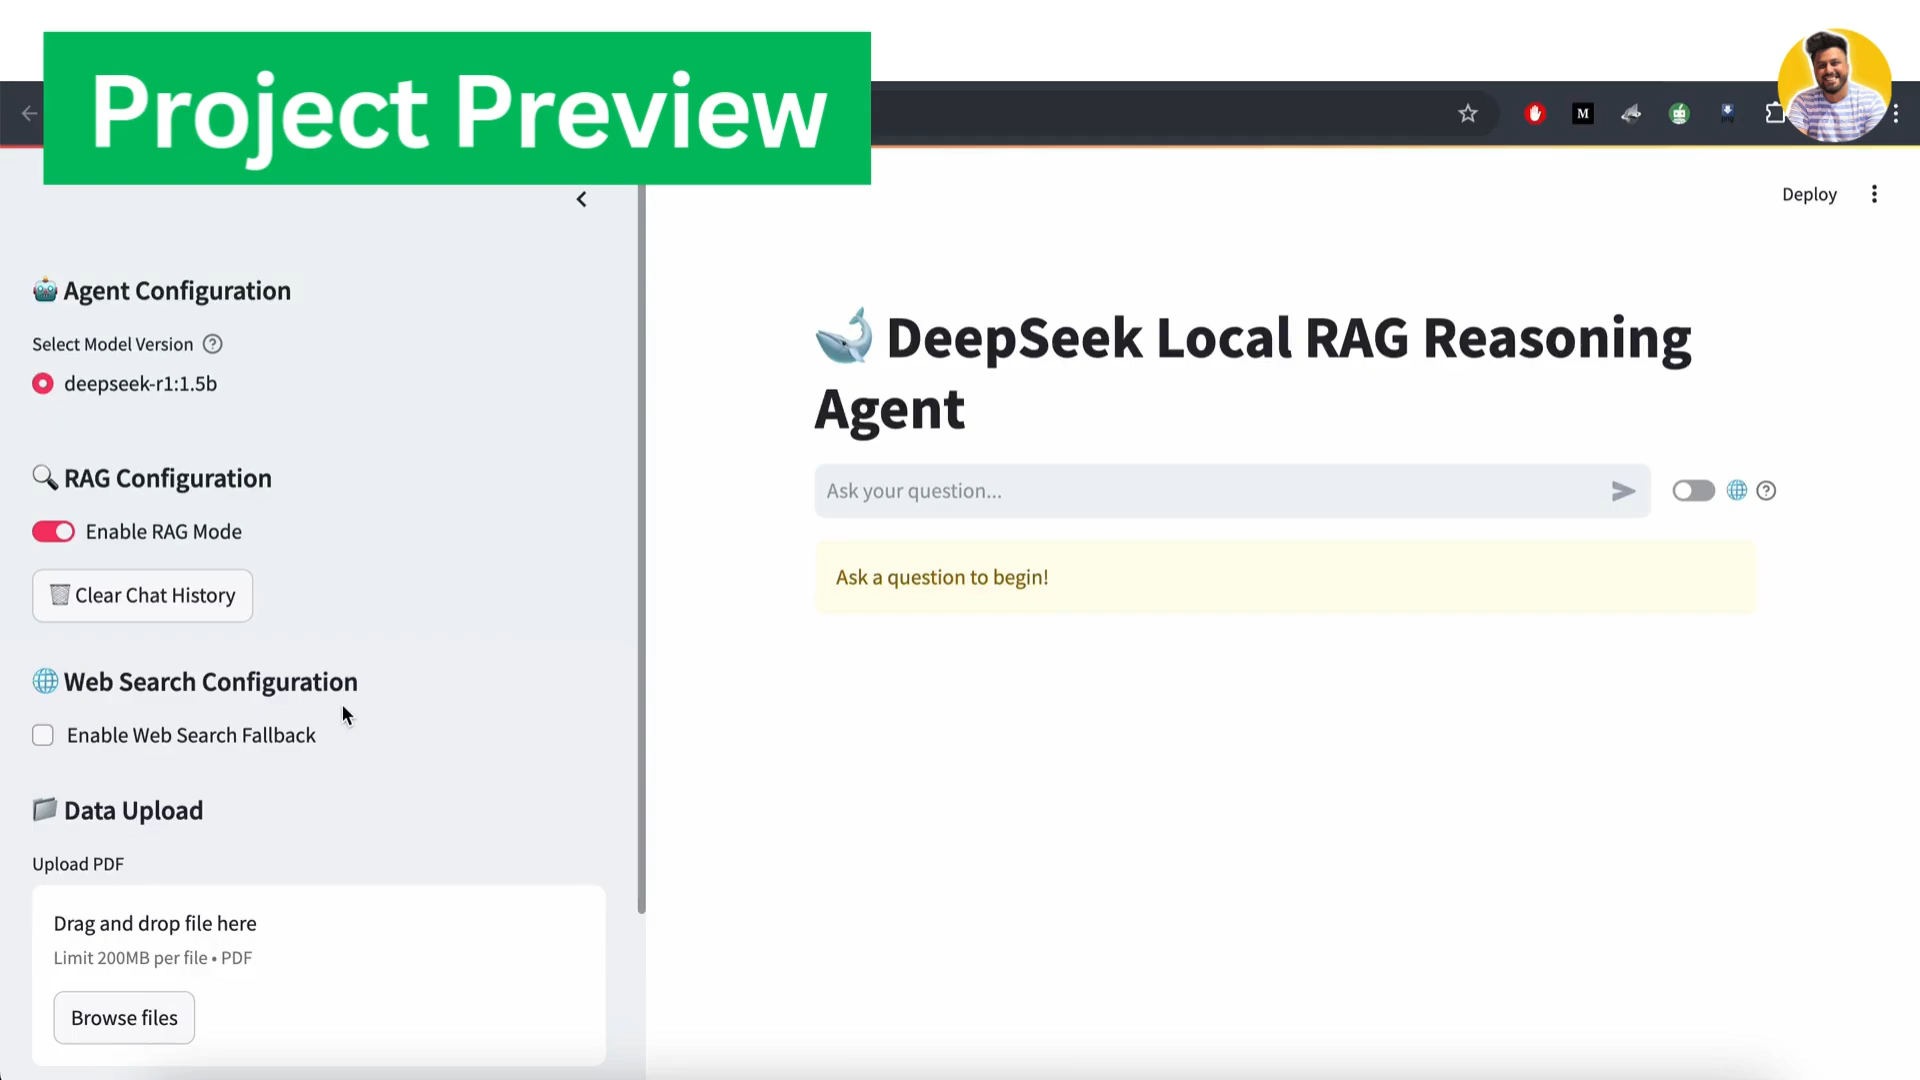 Project Preview
M
Deploy
Agent Configuration
Select Model Version
deepseek-r1:1.5b
RAG Configuration
Enable RAG Mode
Clear Chat History
Web Search Configuration
Enable Web Search Fallback
Data Upload
Upload PDF
Drag and drop file here
Limit 200MB per file • PDF
Browse files
DeepSeek Local RAG Reasoning
Agent
Ask your question...
Ask a question to begin!